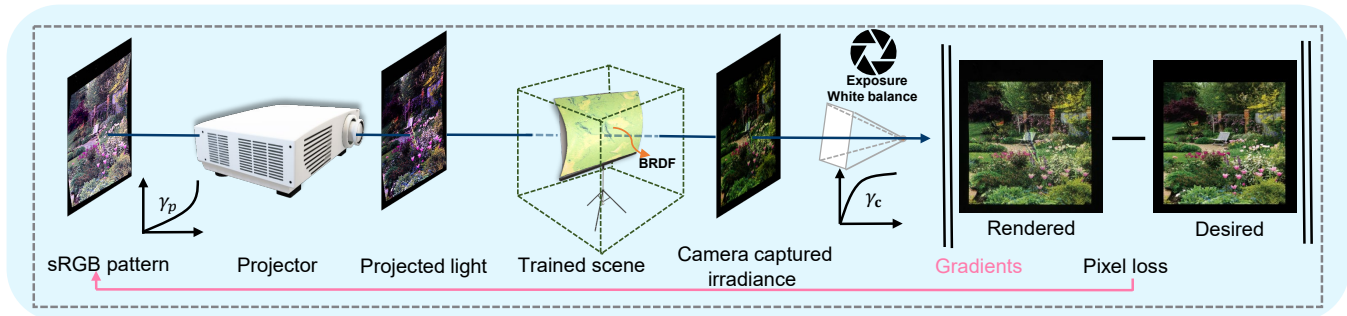 Exposure
White balance
BRDF
γp
γc
Rendered
Desired
sRGB pattern
Projector
Projected light
Trained scene
Camera captured
irradiance
Gradients
Pixel loss